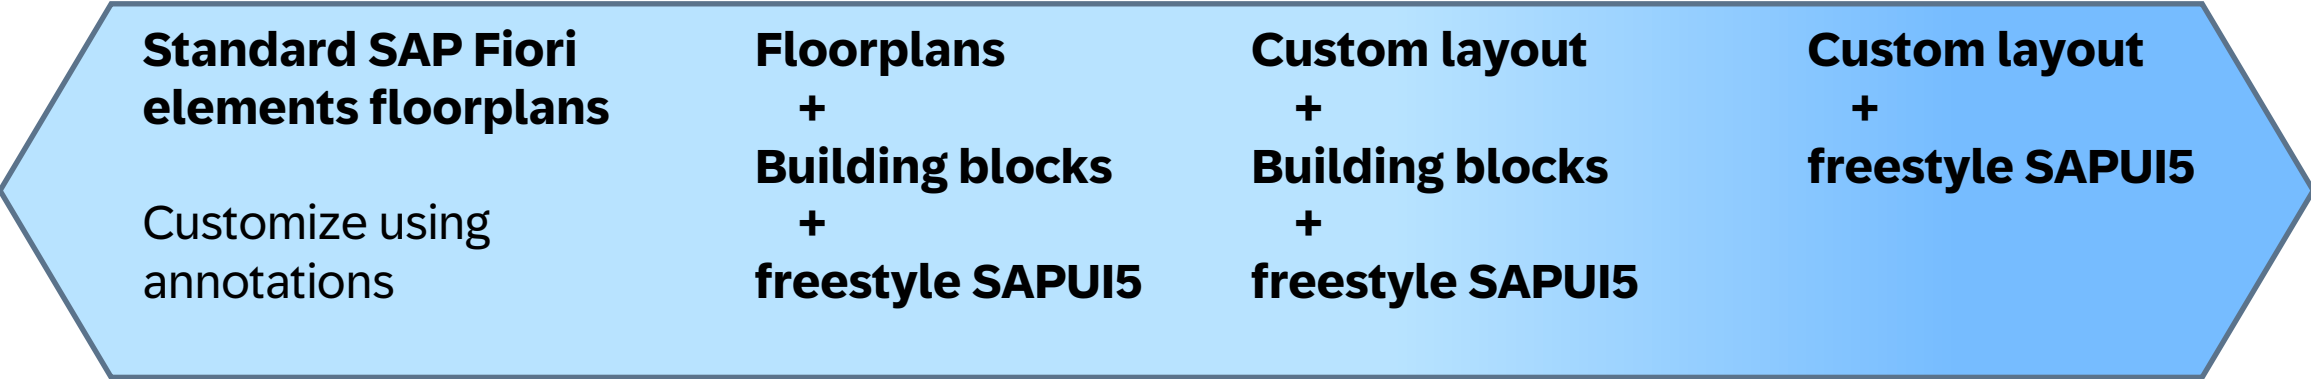 Standard SAP Fiori
elements floorplans
Customize using
annotations
Floorplans
+
Building blocks
+
freestyle SAPUI5
Custom layout
+
Building blocks
+
freestyle SAPUI5
Custom layout
+
freestyle SAPUI5